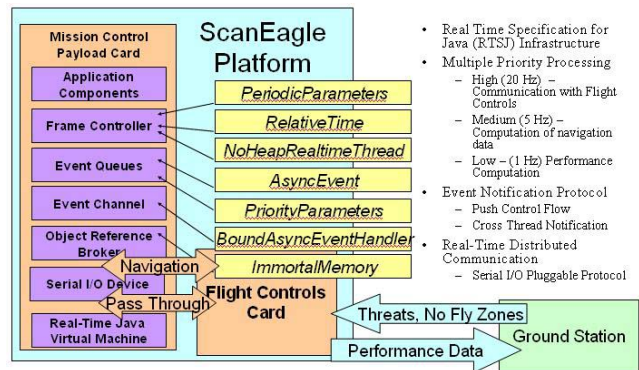 Mission Control
Payload Card
Application
Components
Frame Controller
Event Queues
Event Channel
Object Reference
Broker
Serial I/O Device
Real-Time Java
Virtual Machine
ScanEagle
Platform
PeriodicParameters
RelativeTime
NoHeapRealtimeThread
AsyncEvent
PriorityParameters
BoundAsyncEventHandler
ImmortalMemory
Navigation
Pass Through
Flight Controls
Card
Threats, No Fly Zones
Performance Data
Ground Station
• Real Time Specification for
Java (RTSJ) Infrastructure
• Multiple Priority Processing
– High (20 Hz) –
Communication with Flight
Controls
– Medium (5 Hz) –
Computation of navigation
data
– Low – (1 Hz) Performance
Computation
• Event Notification Protocol
– Push Control Flow
– Cross Thread Notification
• Real-Time Distributed
Communication
– Serial I/O Pluggable Protocol